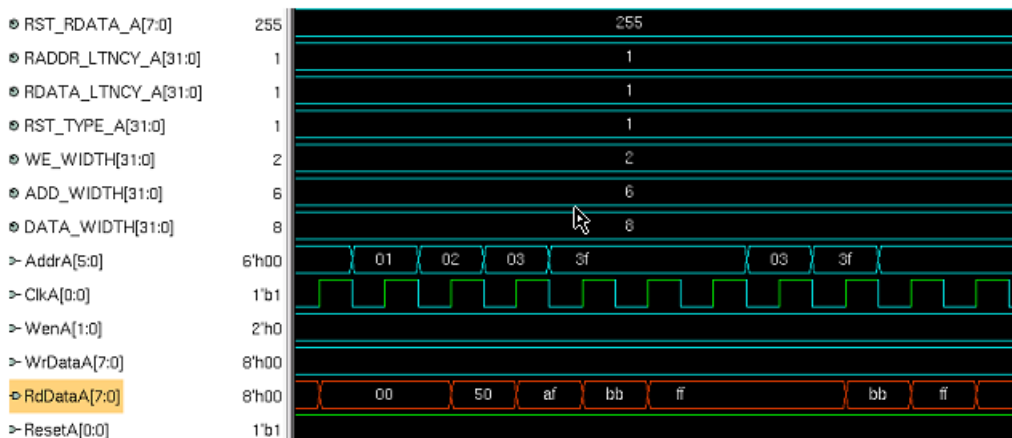 RST_RDATA_A[7:0] 255 255
RADDR_LTNCY_A[31:0] 1 1
RDATA_LTNCY_A[31:0] 1 1
RST_TYPE_A[31:0] 1 1
WE_WIDTH[31:0] 2 2
ADD_WIDTH[31:0] 6 6
DATA_WIDTH[31:0] 8 8
AddrA[5:0] 6'h00 01 02 03 3f 03 3f
ClkA[0:0] 1'b1
WenA[1:0] 2'h0
WrDataA[7:0] 8'h00
RdDataA[7:0] 8'h00 00 50 af bb ff bb ff
ResetA[0:0] 1'b1